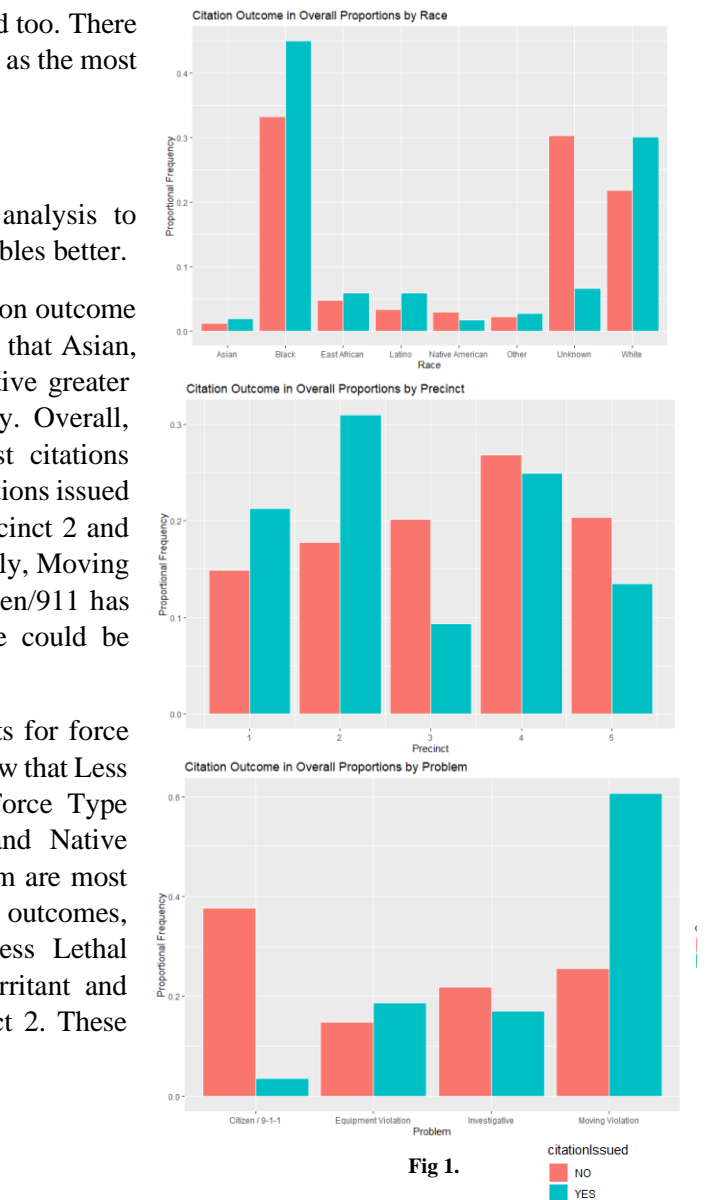 d too. There
as the most
analysis to
bles better.
on outcome
that Asian,
tive greater
y. Overall,
st citations
tions issued
cinct 2 and
ly, Moving
en/911 has
e could be
ts for force
w that Less
Force Type
and Native
m are most
outcomes,
ess Lethal
rritant and
ct 2. These
Citation Outcome in Overall Proportions by Race
Proportional Frequency
0.4
0.3
0.2
0.1
0.0
Asian Black East African Latino Native American Other Unknown White
Race
Citation Outcome in Overall Proportions by Precinct
Proportional Frequency
0.3
0.2
0.1
0.0
1 2 3 4 5
Precinct
Citation Outcome in Overall Proportions by Problem
Proportional Frequency
0.6
0.4
0.2
0.0
Citizen / 9-1-1 Equipment Violation Investigative Moving Violation
Problem
Fig 1.
citationIssued
NO
YES